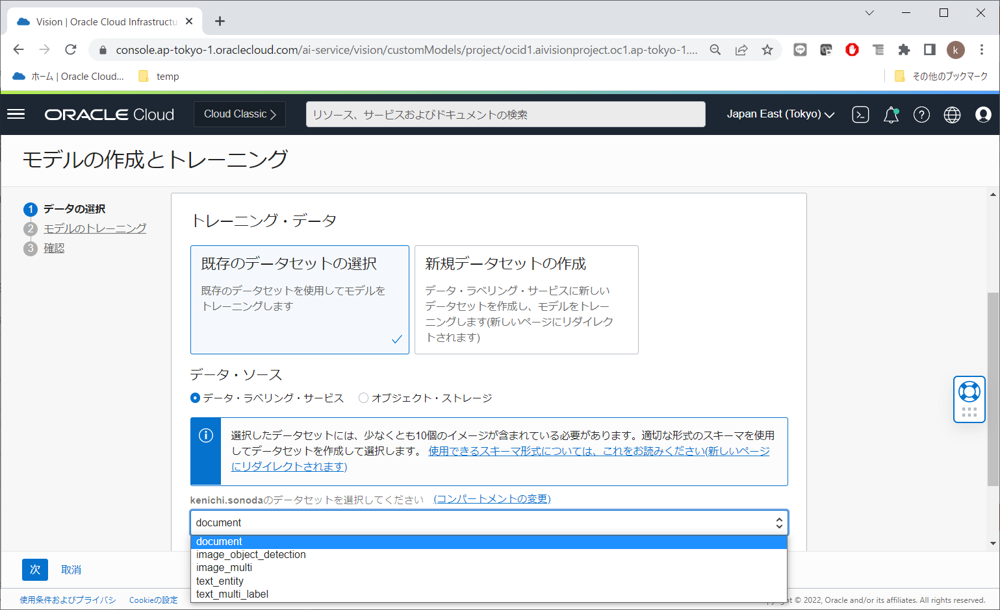 Vision | Oracle Cloud Infrastructu
console.ap-tokyo-1.oraclecloud.com/ai-service/vision/customModels/project/ocid1.aivisionproject.oc1.ap-tokyo-1....
k
ホーム | Oracle Cloud...
temp
その他のブックマーク
ORACLE Cloud
Cloud Classic
リソース、サービスおよびドキュメントの検索
Japan East (Tokyo)
モデルの作成とトレーニング
1 データの選択
2 モデルのトレーニング
3 確認
トレーニング・データ
既存のデータセットの選択
既存のデータセットを使用してモデルを
トレーニングします
新規データセットの作成
データ・ラベリング・サービスに新しい
データセットを作成し、モデルをトレー
ニングします(新しいページにリダイレク
トされます)
データ・ソース
データ・ラベリング・サービス
オブジェクト・ストレージ
選択したデータセットには、少なくとも10個のイメージが含まれている必要があります。適切な形式のスキーマを使用
してデータセットを作成して選択します。 使用できるスキーマ形式については、これをお読みください(新しいページ
にリダイレクトされます)
kenichi.sonodaのデータセットを選択してください (コンパートメントの変更)
document
document
image_object_detection
image_multi
text_entity
text_multi_label
次
取消
使用条件およびプライバシ
Cookieの設定
© 2022, Oracle and/or its affiliates. All rights reserved.